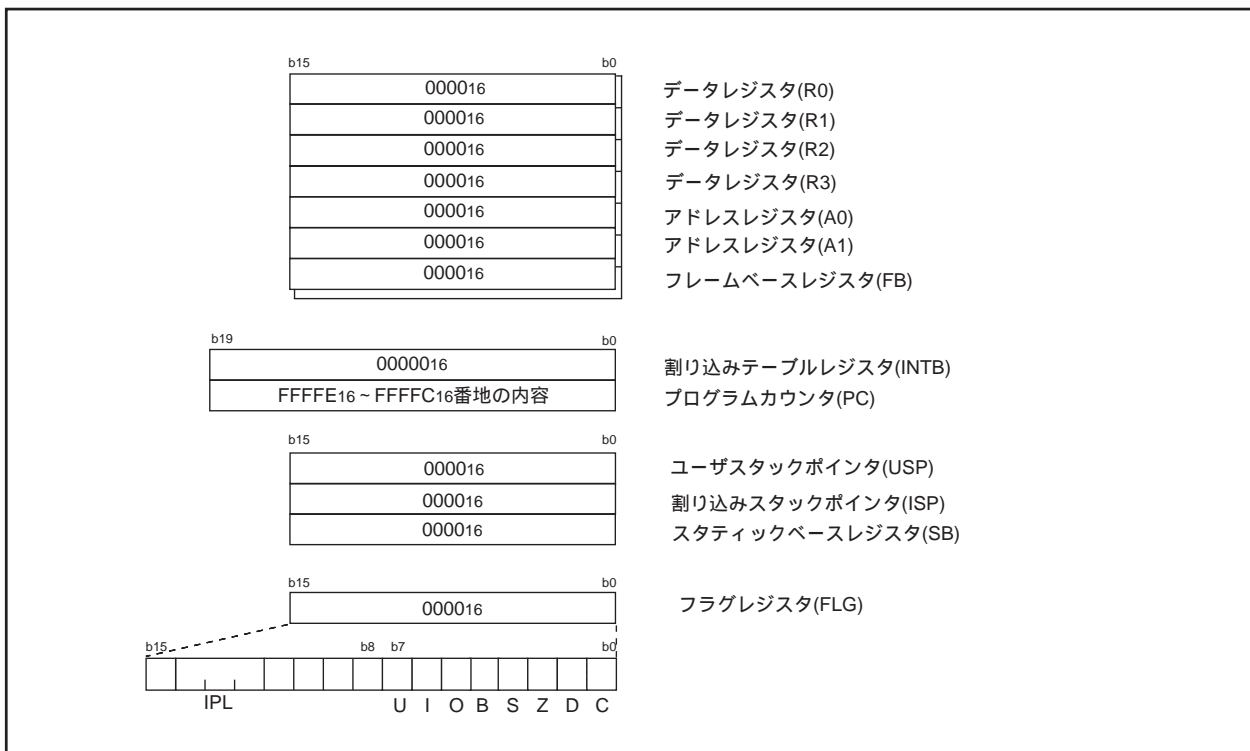 b15 b0
000016 データレジスタ(R0)
000016 データレジスタ(R1)
000016 データレジスタ(R2)
000016 データレジスタ(R3)
000016 アドレスレジスタ(A0)
000016 アドレスレジスタ(A1)
000016 フレームベースレジスタ(FB)
b19 b0
0000016 割り込みテーブルレジスタ(INTB)
FFFFE16 ~ FFFFC16番地の内容 プログラムカウンタ(PC)
b15 b0
000016 ユーザスタックポインタ(USP)
000016 割り込みスタックポインタ(ISP)
000016 スタティックベースレジスタ(SB)
b15 b0
000016 フラグレジスタ(FLG)
b15 b8 b7 b0
IPL U I O B S Z D C